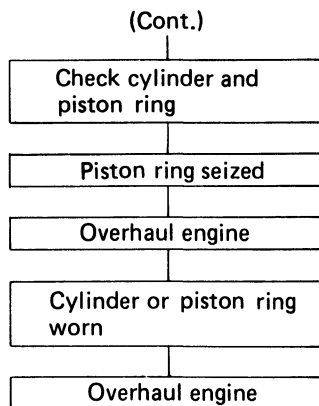 (Cont.)
Check cylinder and
piston ring
Piston ring seized
Overhaul engine
Cylinder or piston ring
worn
Overhaul engine